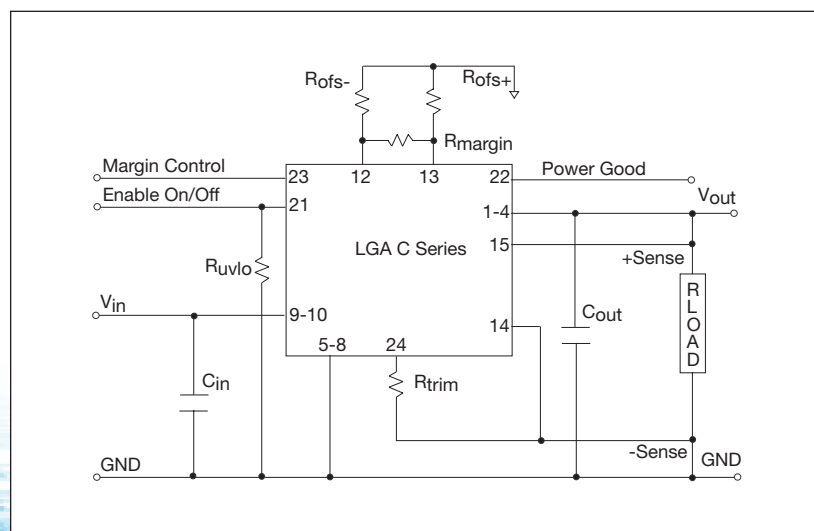 Rofs-
Rofs+
Rmargin
Margin Control
23
12
13
22
Power Good
Enable On/Off
21
1-4
Vout
15
LGA C Series
+Sense
Ruvlo
Vin
9-10
14
Cout
RLOAD
5-8
24
Cin
Rtrim
-Sense
GND
GND